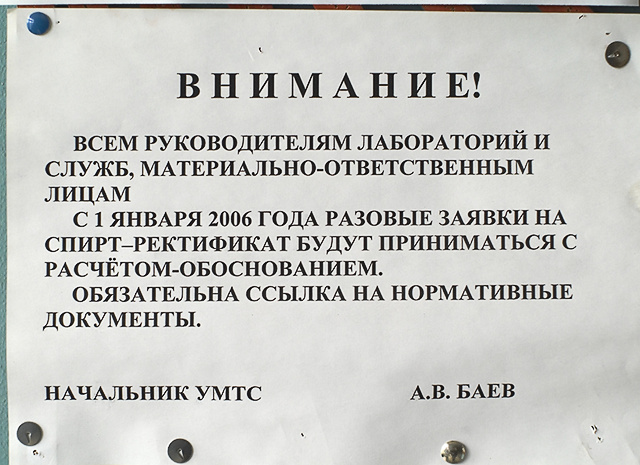 ВНИМАНИЕ!
ВСЕМ РУКОВОДИТЕЛЯМ ЛАБОРАТОРИЙ И
СЛУЖБ, МАТЕРИАЛЬНО-ОТВЕТСТВЕННЫМ
ЛИЦАМ
С 1 ЯНВАРЯ 2006 ГОДА РАЗОВЫЕ ЗАЯВКИ НА
СПИРТ–РЕКТИФИКАТ БУДУТ ПРИНИМАТЬСЯ С
РАСЧЁТОМ-ОБОСНОВАНИЕМ.
ОБЯЗАТЕЛЬНА ССЫЛКА НА НОРМАТИВНЫЕ
ДОКУМЕНТЫ.
НАЧАЛЬНИК УМТС А.В. БАЕВ